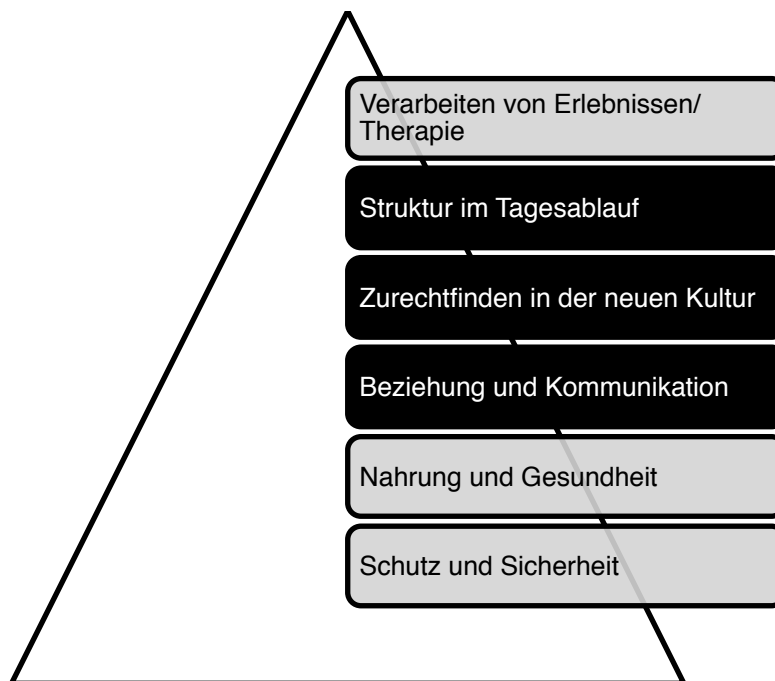 Verarbeiten von Erlebnissen/
Therapie
Struktur im Tagesablauf
Zurechtfinden in der neuen Kultur
Beziehung und Kommunikation
Nahrung und Gesundheit
Schutz und Sicherheit